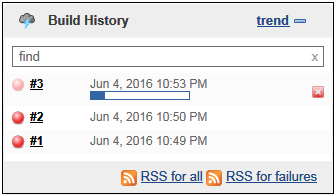 Build History trend
find x
#3 Jun 4, 2016 10:53 PM
#2 Jun 4, 2016 10:50 PM
#1 Jun 4, 2016 10:49 PM
RSS for all RSS for failures